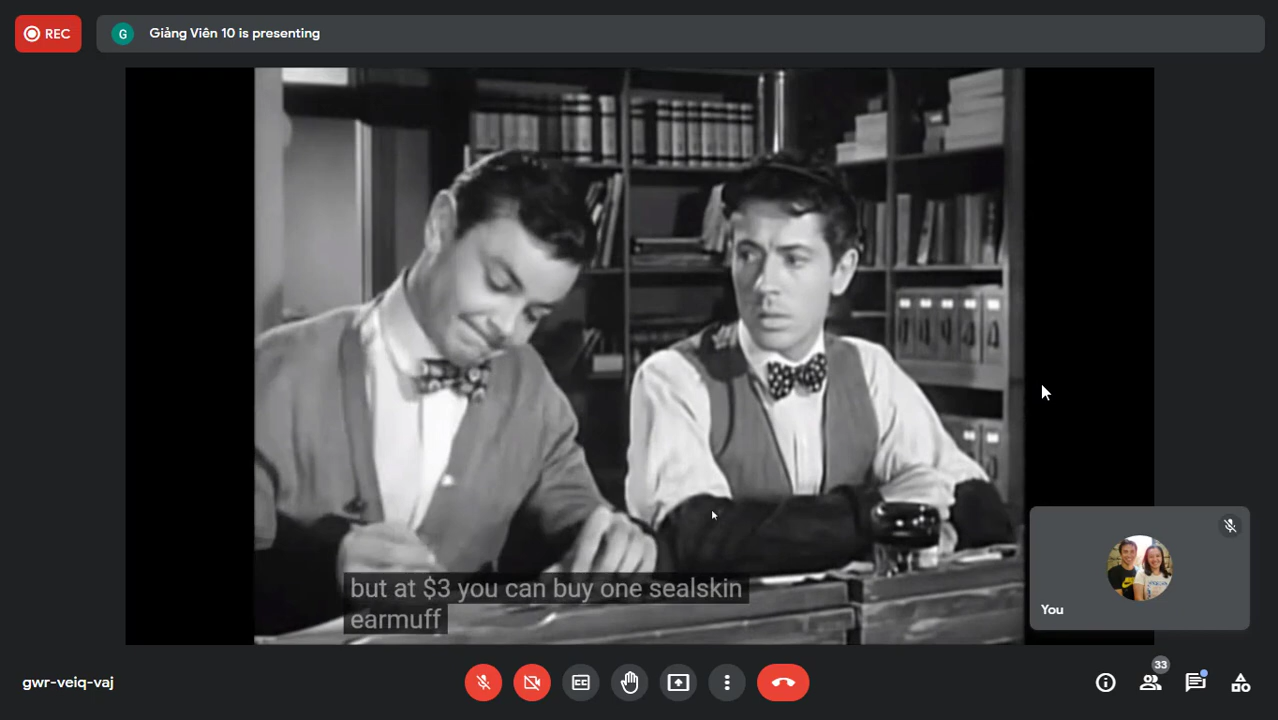 REC
G
Giảng Viên 10 is presenting
but at $3 you can buy one sealskin
earmuff
You
gwr-veiq-vaj
33